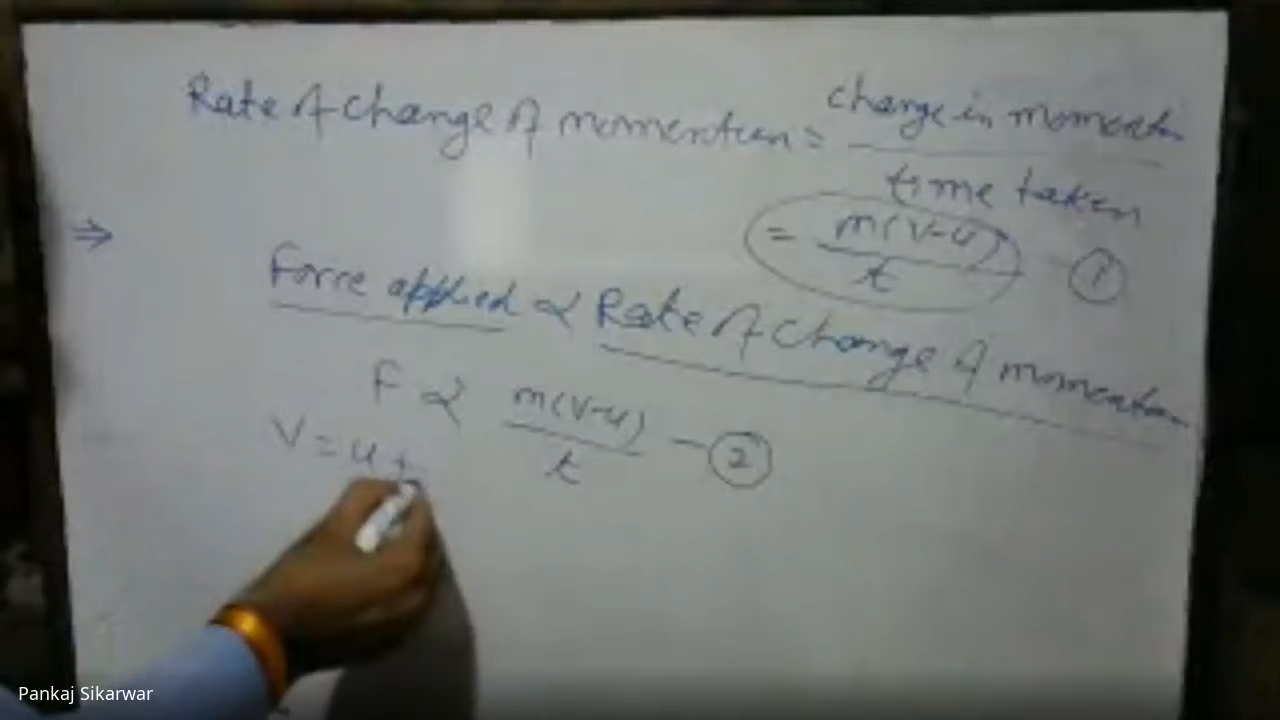 Rate of change of momentum = change in momentum
time taken
= m(v-u)
t
①
⇒
Force applied ∝ Rate of change of momentum
F ∝ m(v-u)
t
— ②
V = u +
Pankaj Sikarwar